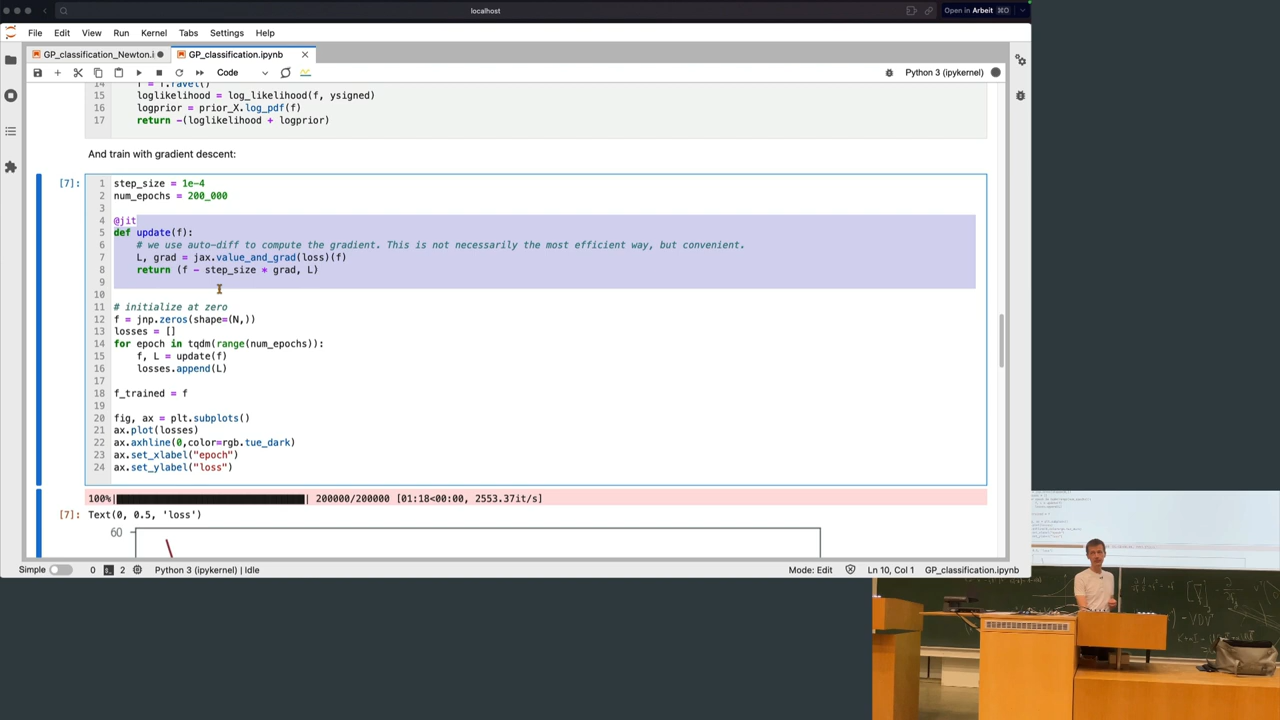 localhost
Open in Arbeit ⌘O
File Edit View Run Kernel Tabs Settings Help
GP_classification_Newton.i
GP_classification.ipynb
Code
Python 3 (ipykernel)
15 loglikelihood = log_likelihood(f, ysigned)
16 logprior = prior_X.log_pdf(f)
17 return -(loglikelihood + logprior)
And train with gradient descent:
[7]:
1 step_size = 1e-4
2 num_epochs = 200_000
3
4 @jit
5 def update(f):
6 # we use auto-diff to compute the gradient. This is not necessarily the most efficient way, but convenient.
7 L, grad = jax.value_and_grad(loss)(f)
8 return (f - step_size * grad, L)
9
10
11 # initialize at zero
12 f = jnp.zeros(shape=(N,))
13 losses = []
14 for epoch in tqdm(range(num_epochs)):
15 f, L = update(f)
16 losses.append(L)
17
18 f_trained = f
19
20 fig, ax = plt.subplots()
21 ax.plot(losses)
22 ax.axhline(0,color=rgb.tue_dark)
23 ax.set_xlabel("epoch")
24 ax.set_ylabel("loss")
100%| | 200000/200000 [01:18<00:00, 2553.37it/s]
[7]: Text(0, 0.5, 'loss')
60
Simple 0 2 Python 3 (ipykernel) | Idle Mode: Edit Ln 10, Col 1 GP_classification.ipynb